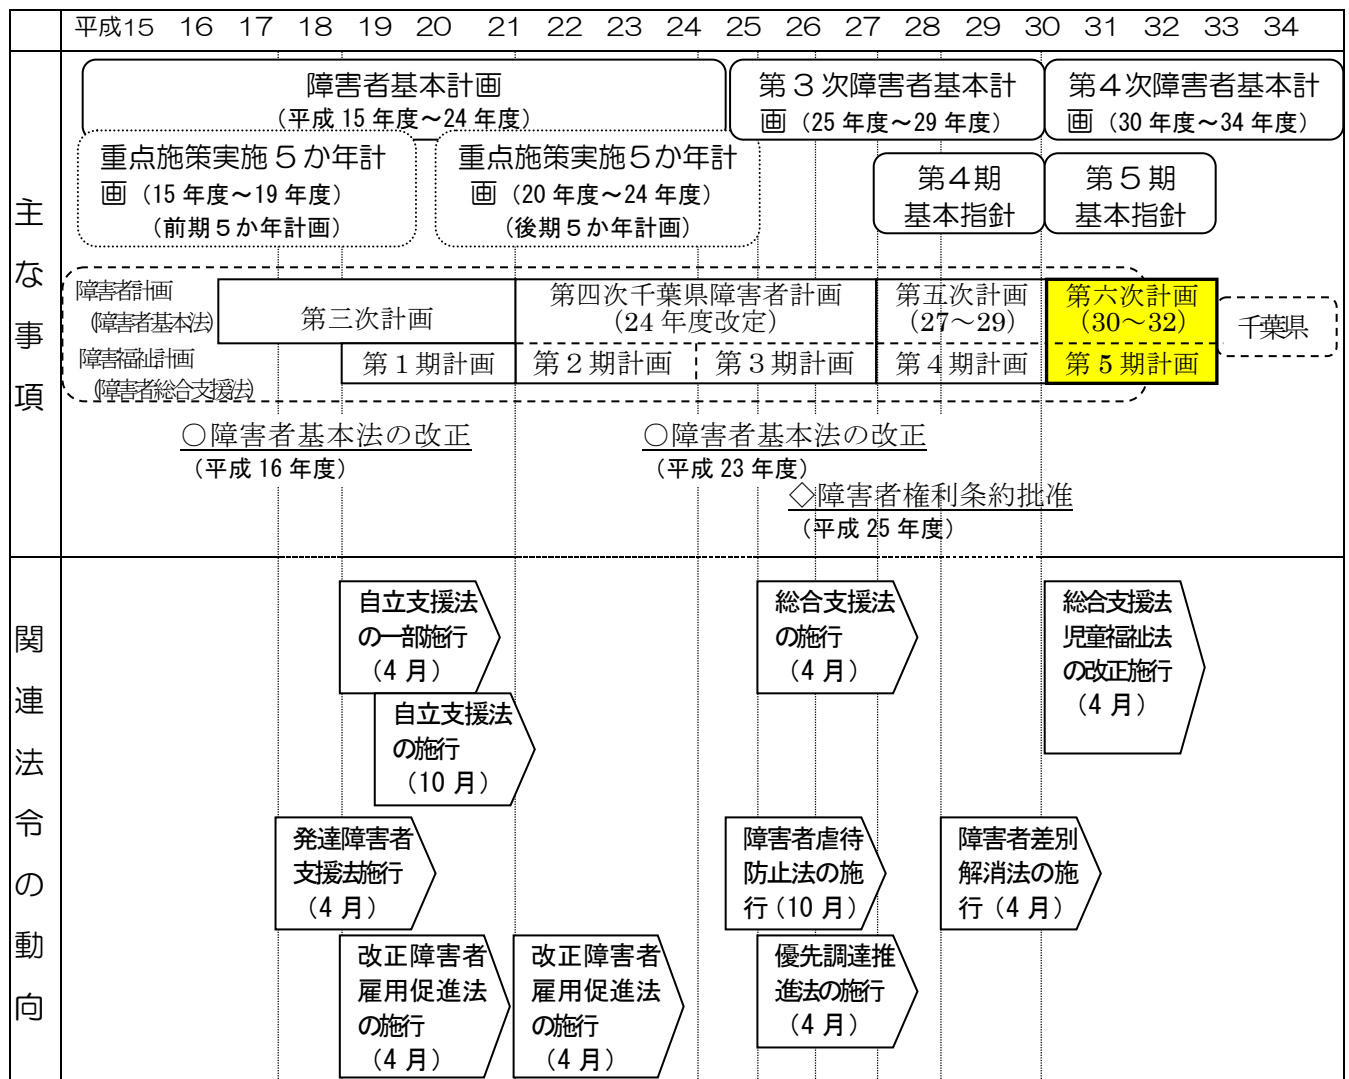 平成15 16 17 18 19 20 21 22 23 24 25 26 27 28 29 30 31 32 33 34
主な事項
障害者基本計画
（平成 15 年度～24 年度）
第３次障害者基本計
画（25 年度～29 年度）
第４次障害者基本計
画（30 年度～34 年度）
重点施策実施５か年計
画（15 年度～19 年度）
（前期５か年計画）
重点施策実施５か年計
画（20 年度～24 年度）
（後期５か年計画）
第４期
基本指針
第５期
基本指針
障害者計画
（障害者基本法）
第三次計画
第四次千葉県障害者計画
（24 年度改定）
第五次計画
（27～29）
第六次計画
（30～32）
千葉県
障害福祉計画
（障害者総合支援法）
第１期計画
第２期計画
第３期計画
第４期計画
第５期計画
○障害者基本法の改正
（平成 16 年度）
○障害者基本法の改正
（平成 23 年度）
◇障害者権利条約批准
（平成 25 年度）
関連法令の動向
自立支援法
の一部施行
（4 月）
総合支援法
の施行
（4 月）
総合支援法
児童福祉法
の改正施行
（4 月）
自立支援法
の施行
（10 月）
発達障害者
支援法施行
（4 月）
障害者虐待
防止法の施
行（10 月）
障害者差別
解消法の施
行（4 月）
改正障害者
雇用促進法
の施行
（4 月）
改正障害者
雇用促進法
の施行
（4 月）
優先調達推
進法の施行
（4 月）